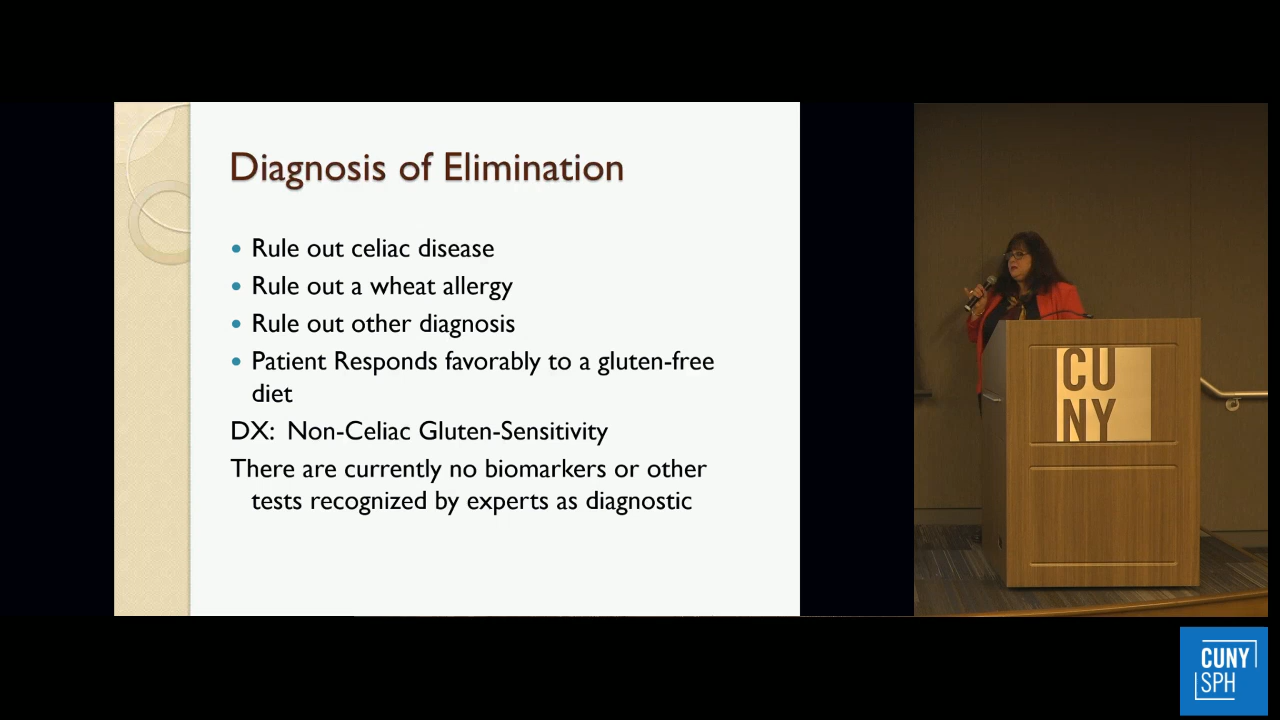 Diagnosis of Elimination
• Rule out celiac disease
• Rule out a wheat allergy
• Rule out other diagnosis
• Patient Responds favorably to a gluten-free
diet
DX:  Non-Celiac Gluten-Sensitivity
There are currently no biomarkers or other
tests recognized by experts as diagnostic
CU
NY
CUNY
SPH